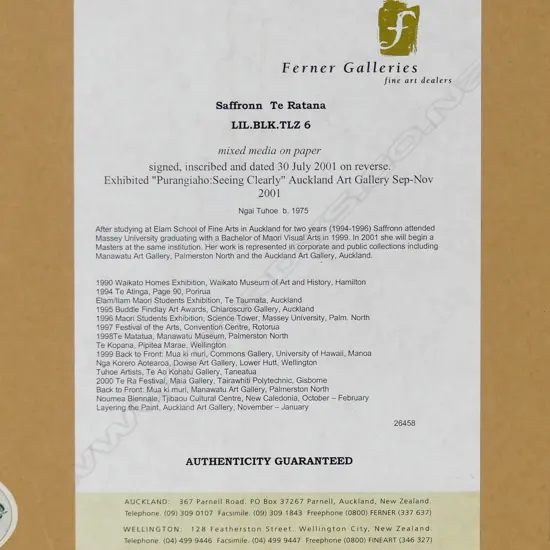 f
Ferner Galleries
fine art dealers
Saffronn Te Ratana
LIL.BLK.TLZ 6
mixed media on paper
signed, inscribed and dated 30 July 2001 on reverse.
Exhibited "Purangiaho:Seeing Clearly" Auckland Art Gallery Sep-Nov
2001
Ngai Tuhoe b. 1975
After studying at Elam School of Fine Arts in Auckland for two years (1994-1996) Saffronn attended
Massey University graduating with a Bachelor of Maori Visual Arts in 1999. In 2001 she will begin a
Masters at the same institution. Her work is represented in corporate and public collections including
Manawatu Art Gallery, Palmerston North and the Auckland Art Gallery, Auckland.
1990 Waikato Homes Exhibition, Waikato Museum of Art and History, Hamilton
1994 Te Atinga, Page 90, Porirua
Elam/Ilam Maori Students Exhibition, Te Taumata, Auckland
1995 Buddle Findlay Art Awards, Chiaroscuro Gallery, Auckland
1996 Maori Students Exhibition, Science Tower, Massey University, Palm. North
1997 Festival of the Arts, Convention Centre, Rotorua
1998Te Matatua, Manawatu Museum, Palmerston North
Te Kopana, Pipitea Marae, Wellington
1999 Back to Front: Mua ki muri, Commons Gallery, University of Hawaii, Manoa
Nga Korero Aotearoa, Dowse Art Gallery, Lower Hutt, Wellington
Tuhoe Artists, Te Ao Kohatu Gallery, Taneatua
2000 Te Ra Festival, Maia Gallery, Tairawhiti Polytechnic, Gisborne
Back to Front: Mua ki muri, Manawatu Art Gallery, Palmerston North
Noumea Biennale, Tjibaou Cultural Centre, New Caledonia, October – February
Layering the Paint, Auckland Art Gallery, November – January
26458
AUTHENTICITY GUARANTEED
AUCKLAND: 367 Parnell Road. PO Box 37267 Parnell, Auckland, New Zealand.
Telephone. (09) 309 0107 Facsimile. (09) 309 1843 Freephone (0800) FERNER (337 637)
WELLINGTON: 128 Featherston Street. Wellington City, New Zealand.
Telephone. (04) 499 9446 Facsimile. (04) 499 9447 Freephone (0800) FINEART (346 327)